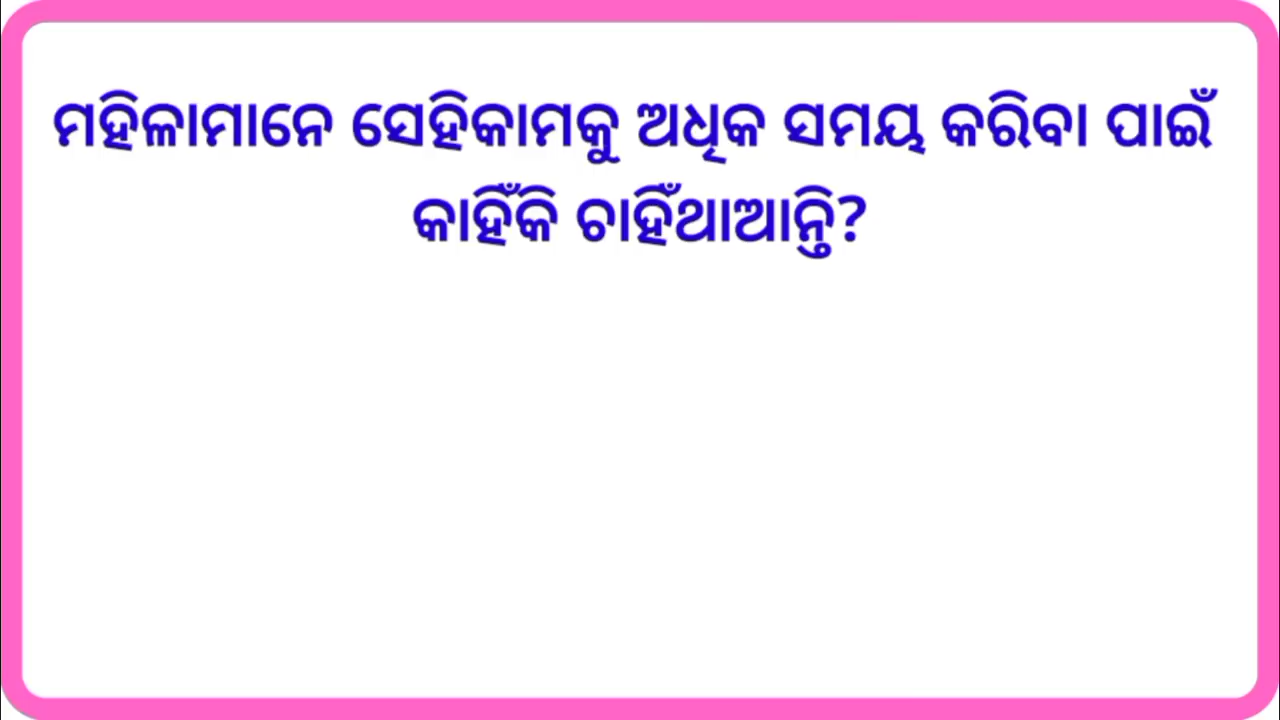 ମହିଳାମାନେ ସେହିକାମକୁ ଅଧିକ ସମୟ କରିବା ପାଇଁ
କାହିଁକି ଚାହିଁଥାଆନ୍ତି?